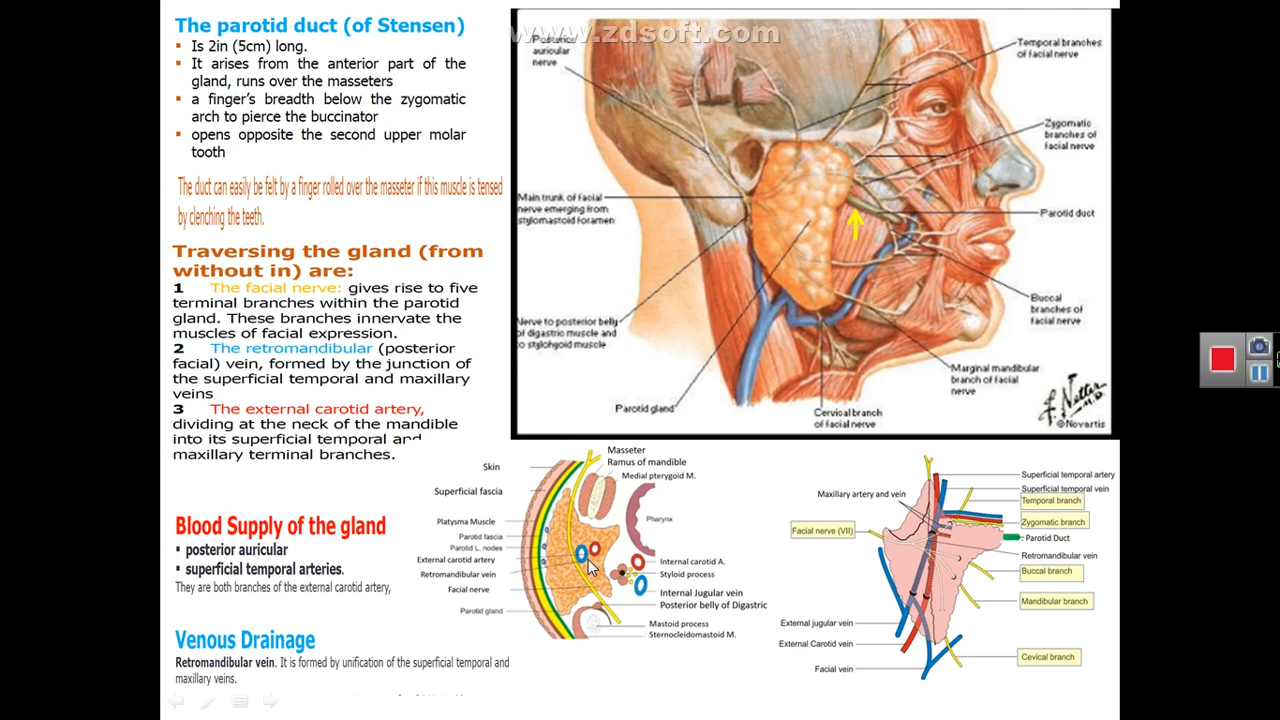 The parotid duct (of Stensen)
▪ Is 2in (5cm) long.
▪ It arises from the anterior part of the
gland, runs over the masseters
▪ a finger's breadth below the zygomatic
arch to pierce the buccinator
▪ opens opposite the second upper molar
tooth
The duct can easily be felt by a finger rolled over the masseter if this muscle is tensed
by clenching the teeth.
Traversing the gland (from
without in) are:
1 The facial nerve: gives rise to five
terminal branches within the parotid
gland. These branches innervate the
muscles of facial expression.
2 The retromandibular (posterior
facial) vein, formed by the junction of
the superficial temporal and maxillary
veins
3 The external carotid artery,
dividing at the neck of the mandible
into its superficial temporal and
maxillary terminal branches.
Blood Supply of the gland
▪ posterior auricular
▪ superficial temporal arteries.
They are both branches of the external carotid artery,
Venous Drainage
Retromandibular vein. It is formed by unification of the superficial temporal and
maxillary veins.
www.zdsoft.com
Posterior
auricular
nerve
Temporal branches
of facial nerve
Zygomatic
branches of
facial nerve
Main trunk of facial
nerve emerging from
stylomastoid foramen
Parotid duct
Buccal
branches of
facial nerve
Nerve to posterior belly
of digastric muscle and
to stylohyoid muscle
Marginal mandibular
branch of facial
nerve
Parotid gland
Cervical branch
of facial nerve
F. Netter
M.D.
©Novartis
Masseter
Ramus of mandible
Medial pterygoid M.
Skin
Superficial fascia
Pharynx
Platysma Muscle
Parotid fascia
Parotid L. nodes
External carotid artery
Retromandibular vein
Facial nerve
Parotid gland
Internal carotid A.
Styloid process
Internal Jugular vein
Posterior belly of Digastric
Mastoid process
Sternocleidomastoid M.
Superficial temporal artery
Superficial temporal vein
Maxillary artery and vein
Temporal branch
Zygomatic branch
Facial nerve (VII)
Parotid Duct
Retromandibular vein
Buccal branch
Mandibular branch
External jugular vein
External Carotid vein
Cevical branch
Facial vein